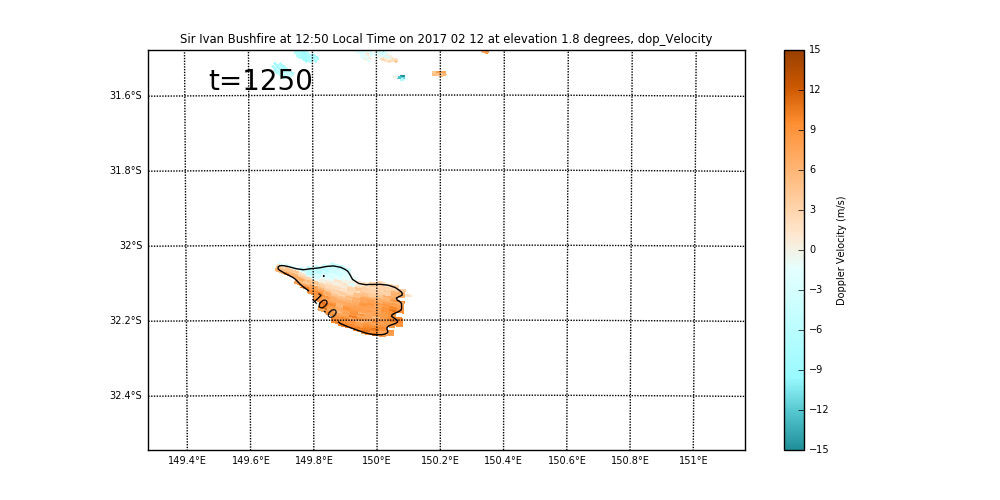 Sir Ivan Bushfire at 12:50 Local Time on 2017 02 12 at elevation 1.8 degrees, dop_Velocity
t=1250
31.6°S
31.8°S
32°S
32.2°S
32.4°S
10.0
149.4°E
149.6°E
149.8°E
150°E
150.2°E
150.4°E
150.6°E
150.8°E
151°E
15
12
9
6
3
0
−3
−6
−9
−12
−15
Doppler Velocity (m/s)